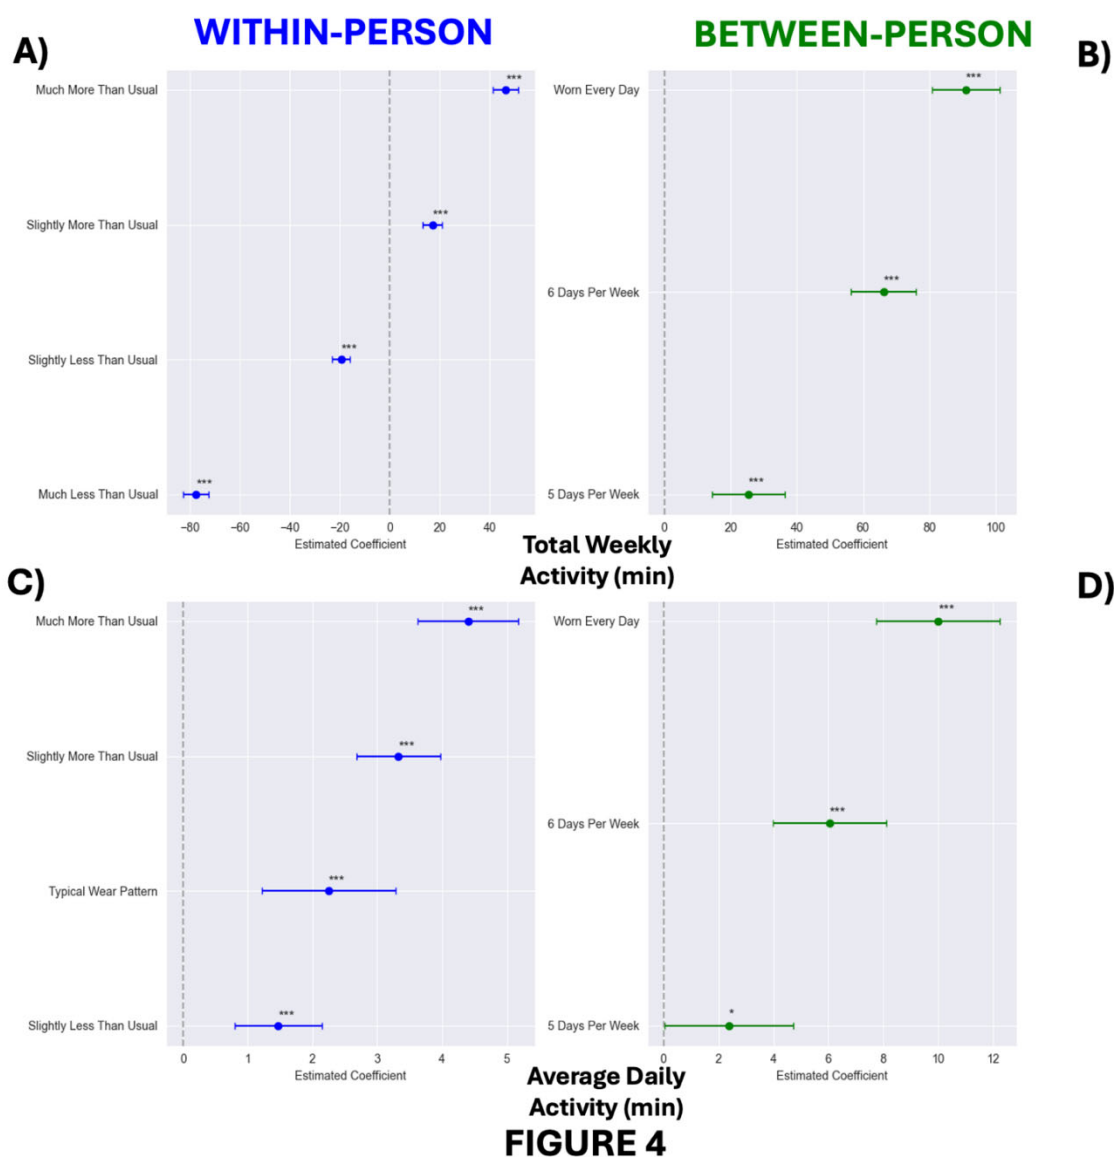 WITHIN-PERSON
BETWEEN-PERSON
A)
B)
Much More Than Usual
***
Slightly More Than Usual
***
Slightly Less Than Usual
***
Much Less Than Usual
***
−80 −60 −40 −20 0 20 40
Estimated Coefficient
Worn Every Day
***
6 Days Per Week
***
5 Days Per Week
***
0 20 40 60 80 100
Estimated Coefficient
Total Weekly
Activity (min)
C)
D)
Much More Than Usual
***
Slightly More Than Usual
***
Typical Wear Pattern
***
Slightly Less Than Usual
***
0 1 2 3 4 5
Estimated Coefficient
Worn Every Day
***
6 Days Per Week
***
5 Days Per Week
*
0 2 4 6 8 10 12
Estimated Coefficient
Average Daily
Activity (min)
FIGURE 4